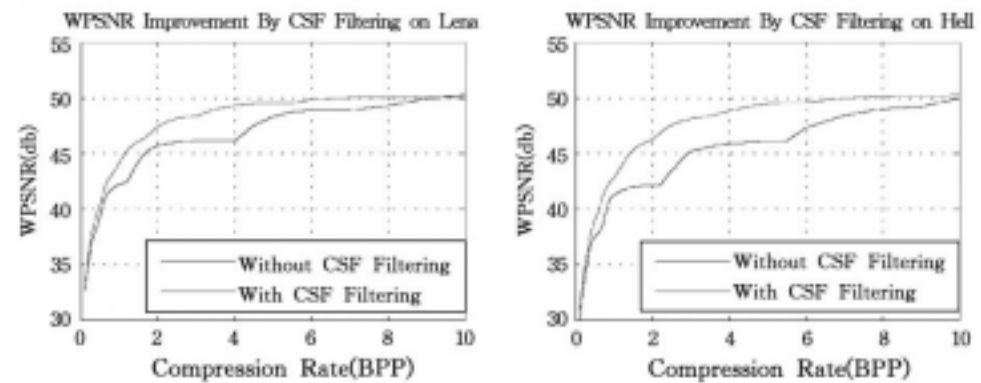 WPSNR Improvement By CSF Filtering on Lena
55
50
45
40
35
30
WPSNR(db)
Without CSF Filtering
With CSF Filtering
0 2 4 6 8 10
Compression Rate(BPP)
WPSNR Improvement By CSF Filtering on Hell
55
50
45
40
35
30
WPSNR(db)
Without CSF Filtering
With CSF Filtering
0 2 4 6 8 10
Compression Rate(BPP)